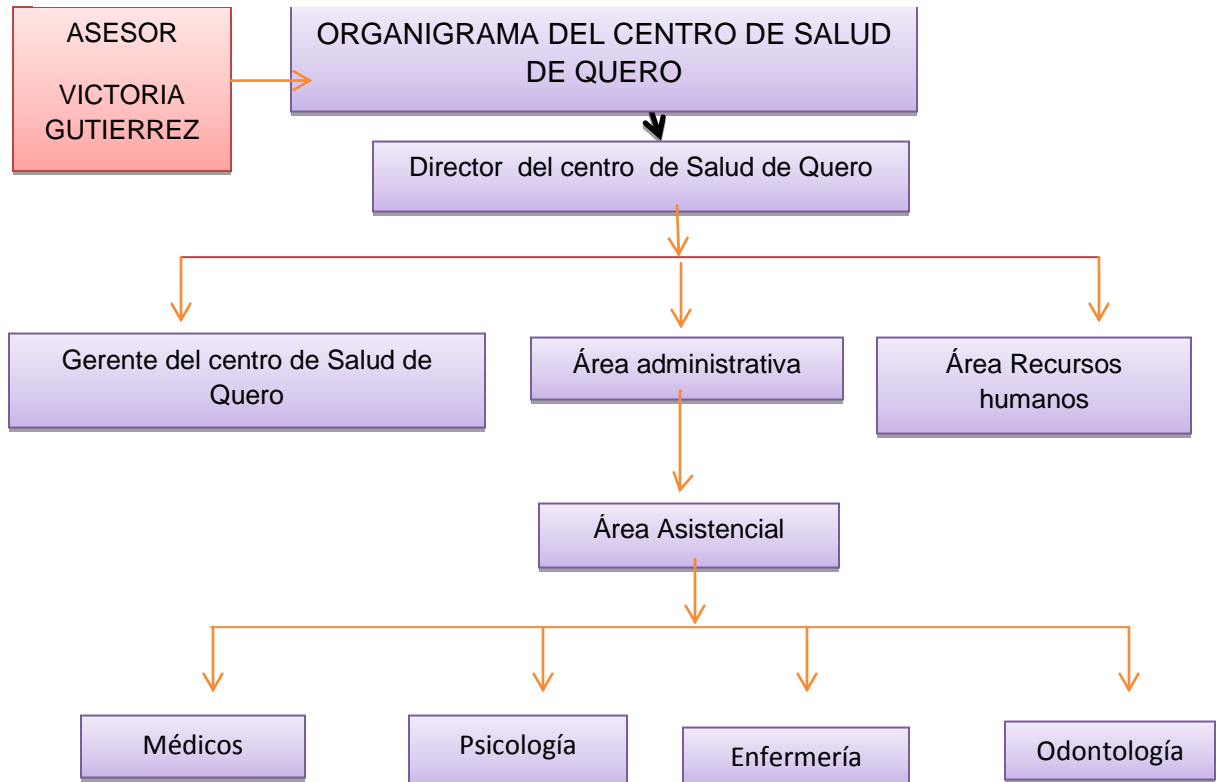 ASESOR
VICTORIA
GUTIERREZ
ORGANIGRAMA DEL CENTRO DE SALUD
DE QUERO
Director del centro de Salud de Quero
Gerente del centro de Salud de
Quero
Área administrativa
Área Recursos
humanos
Área Asistencial
Médicos
Psicología
Enfermería
Odontología